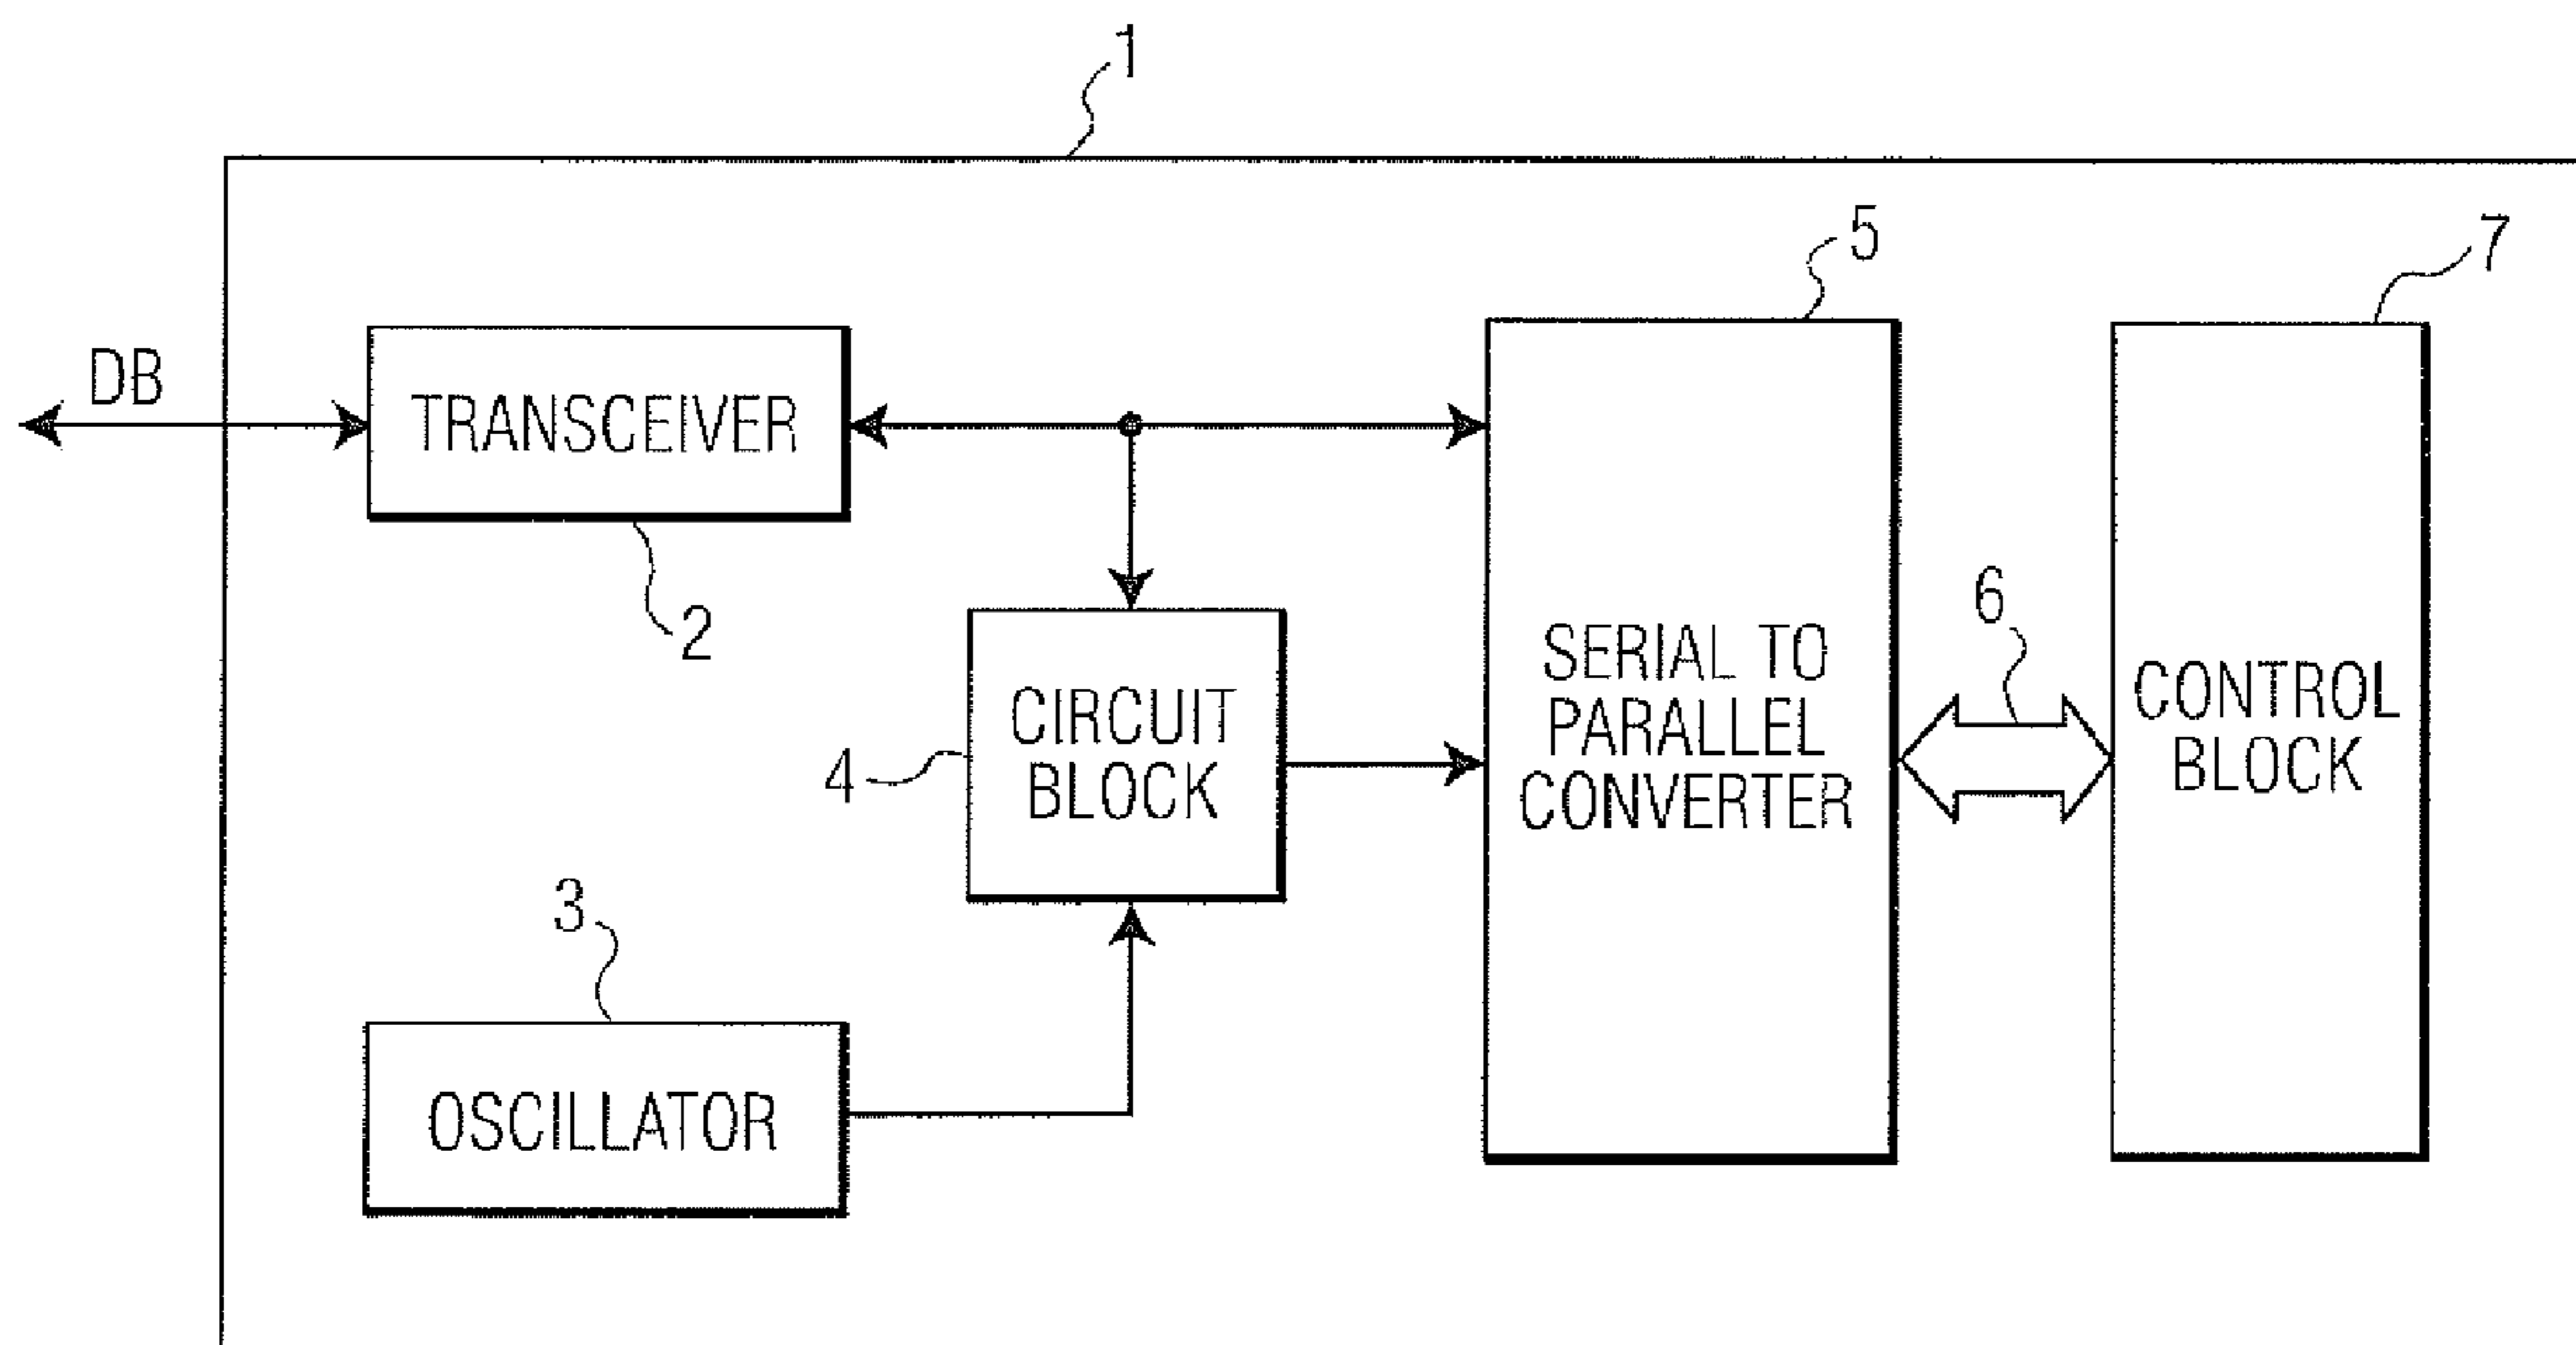 1
5
7
DB
TRANSCEIVER
2
6
SERIAL TO
PARALLEL
CONVERTER
CONTROL
BLOCK
4
CIRCUIT
BLOCK
3
OSCILLATOR